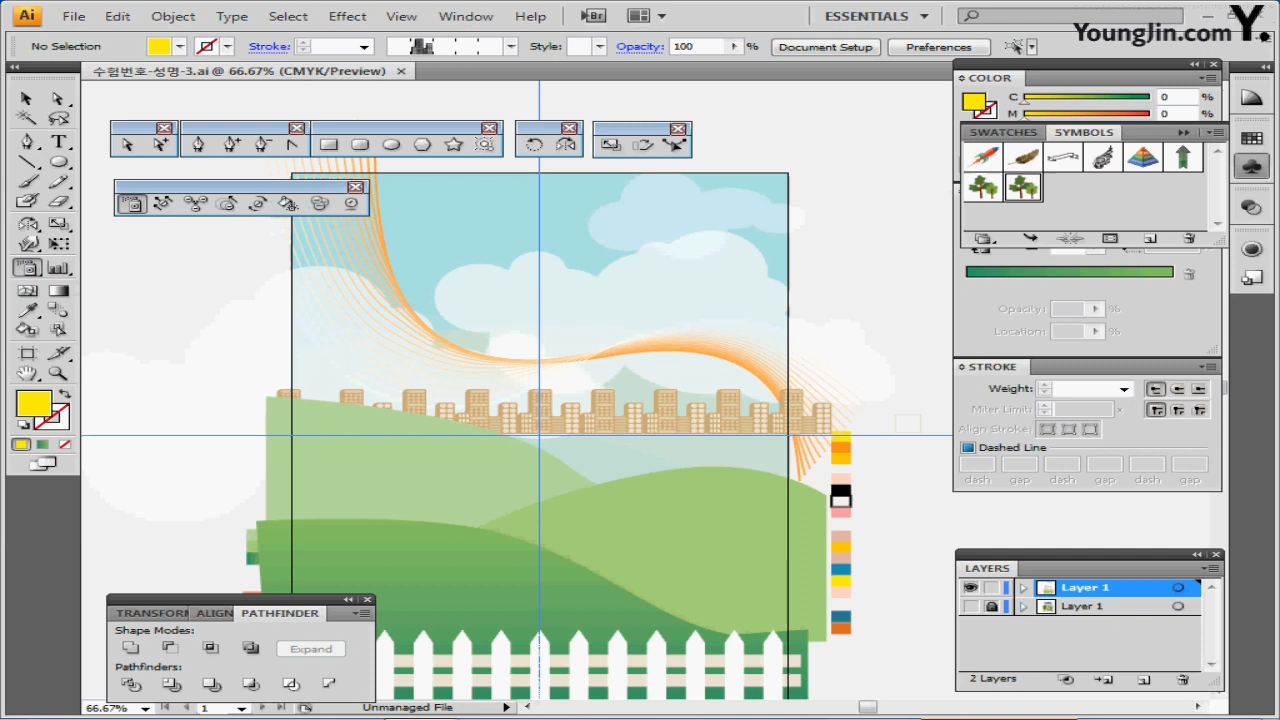 Ai File Edit Object Type Select Effect View Window Help Br ESSENTIALS
YoungJin.com Y.
No Selection Stroke: Style: Opacity: 100 % Document Setup Preferences
수험번호-성명-3.ai @ 66.67% (CMYK/Preview)
COLOR
C 0 %
M 0 %
SWATCHES SYMBOLS
Opacity: %
Location: %
STROKE
Weight:
Miter Limit: x
Align Stroke:
Dashed Line
dash gap dash gap dash gap
LAYERS
Layer 1
Layer 1
2 Layers
TRANSFORM ALIGN PATHFINDER
Shape Modes:
Expand
Pathfinders:
66.67% 1 Unmanaged File